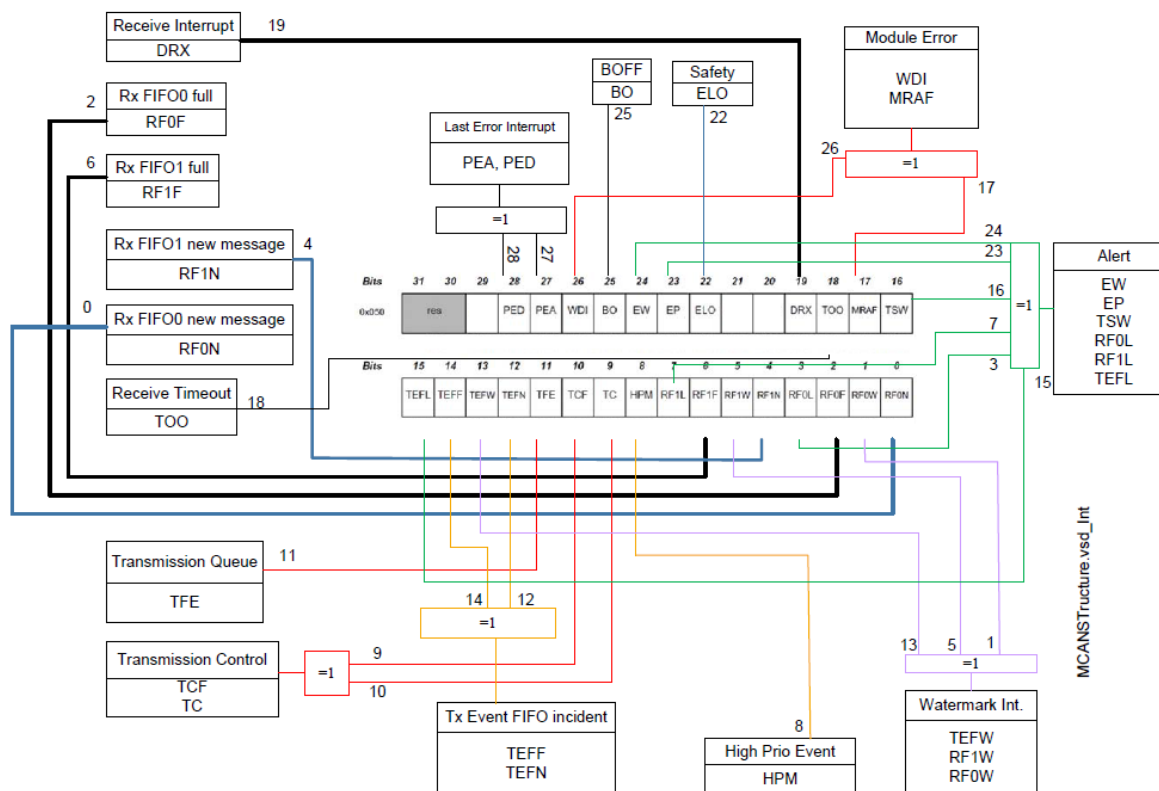 Receive Interrupt
DRX
19
Rx FIFO0 full
RF0F
2
Rx FIFO1 full
RF1F
6
Rx FIFO1 new message
RF1N
4
Rx FIFO0 new message
RF0N
0
Receive Timeout
TOO
18
Last Error Interrupt
PEA, PED
=1
28
27
BOFF
BO
25
Safety
ELO
22
Module Error
WDI
MRAF
26
=1
17
24
23
16
7
3
15
=1
Alert
EW
EP
TSW
RF0L
RF1L
TEFL
Bits 31 30 29 28 27 26 25 24 23 22 21 20 19 18 17 16
0x050 res PED PEA WDI BO EW EP ELO DRX TOO MRAF TSW
Bits 15 14 13 12 11 10 9 8 7 6 5 4 3 2 1 0
TEFL TEFF TEFW TEFN TFE TCF TC HPM RF1L RF1F RF1W RF1N RF0L RF0F RF0W RF0N
Transmission Queue
TFE
11
Transmission Control
TCF
TC
=1
9
10
14 12
=1
Tx Event FIFO incident
TEFF
TEFN
8
High Prio Event
HPM
13 5 1
=1
Watermark Int.
TEFW
RF1W
RF0W
MCANSTructure.vsd_Int